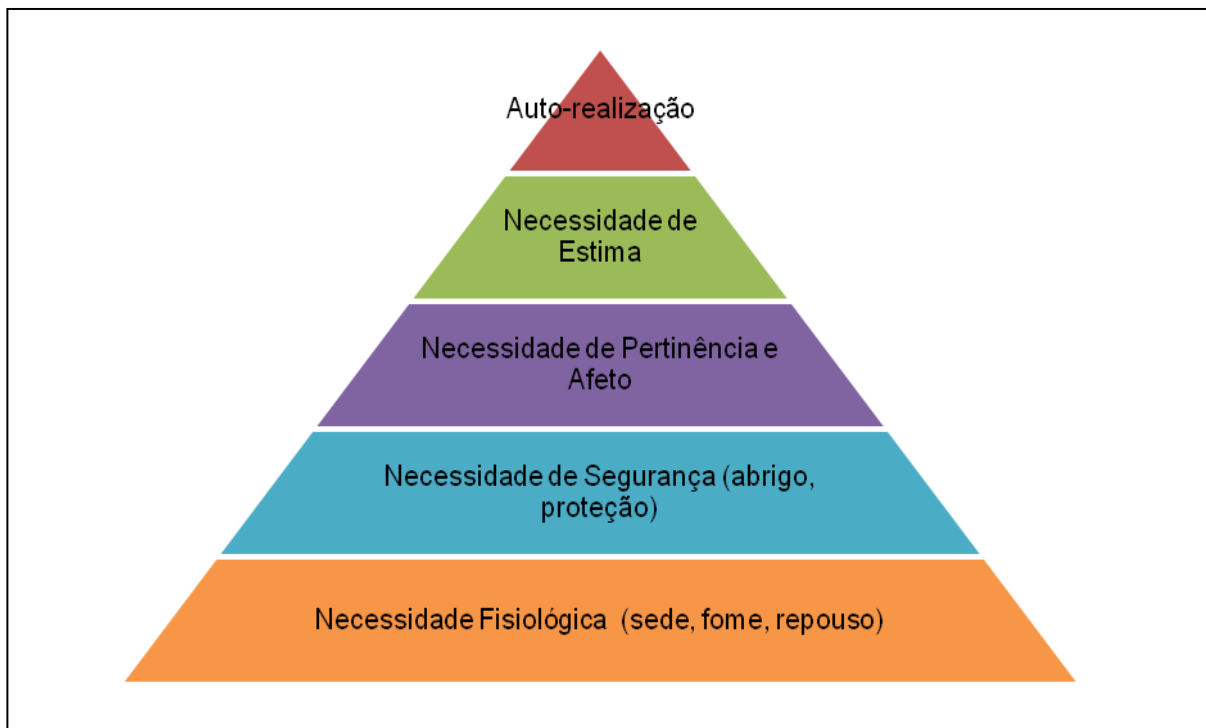 Auto-realização
Necessidade de
Estima
Necessidade de Pertinência e
Afeto
Necessidade de Segurança (abrigo,
proteção)
Necessidade Fisiológica (sede, fome, repouso)